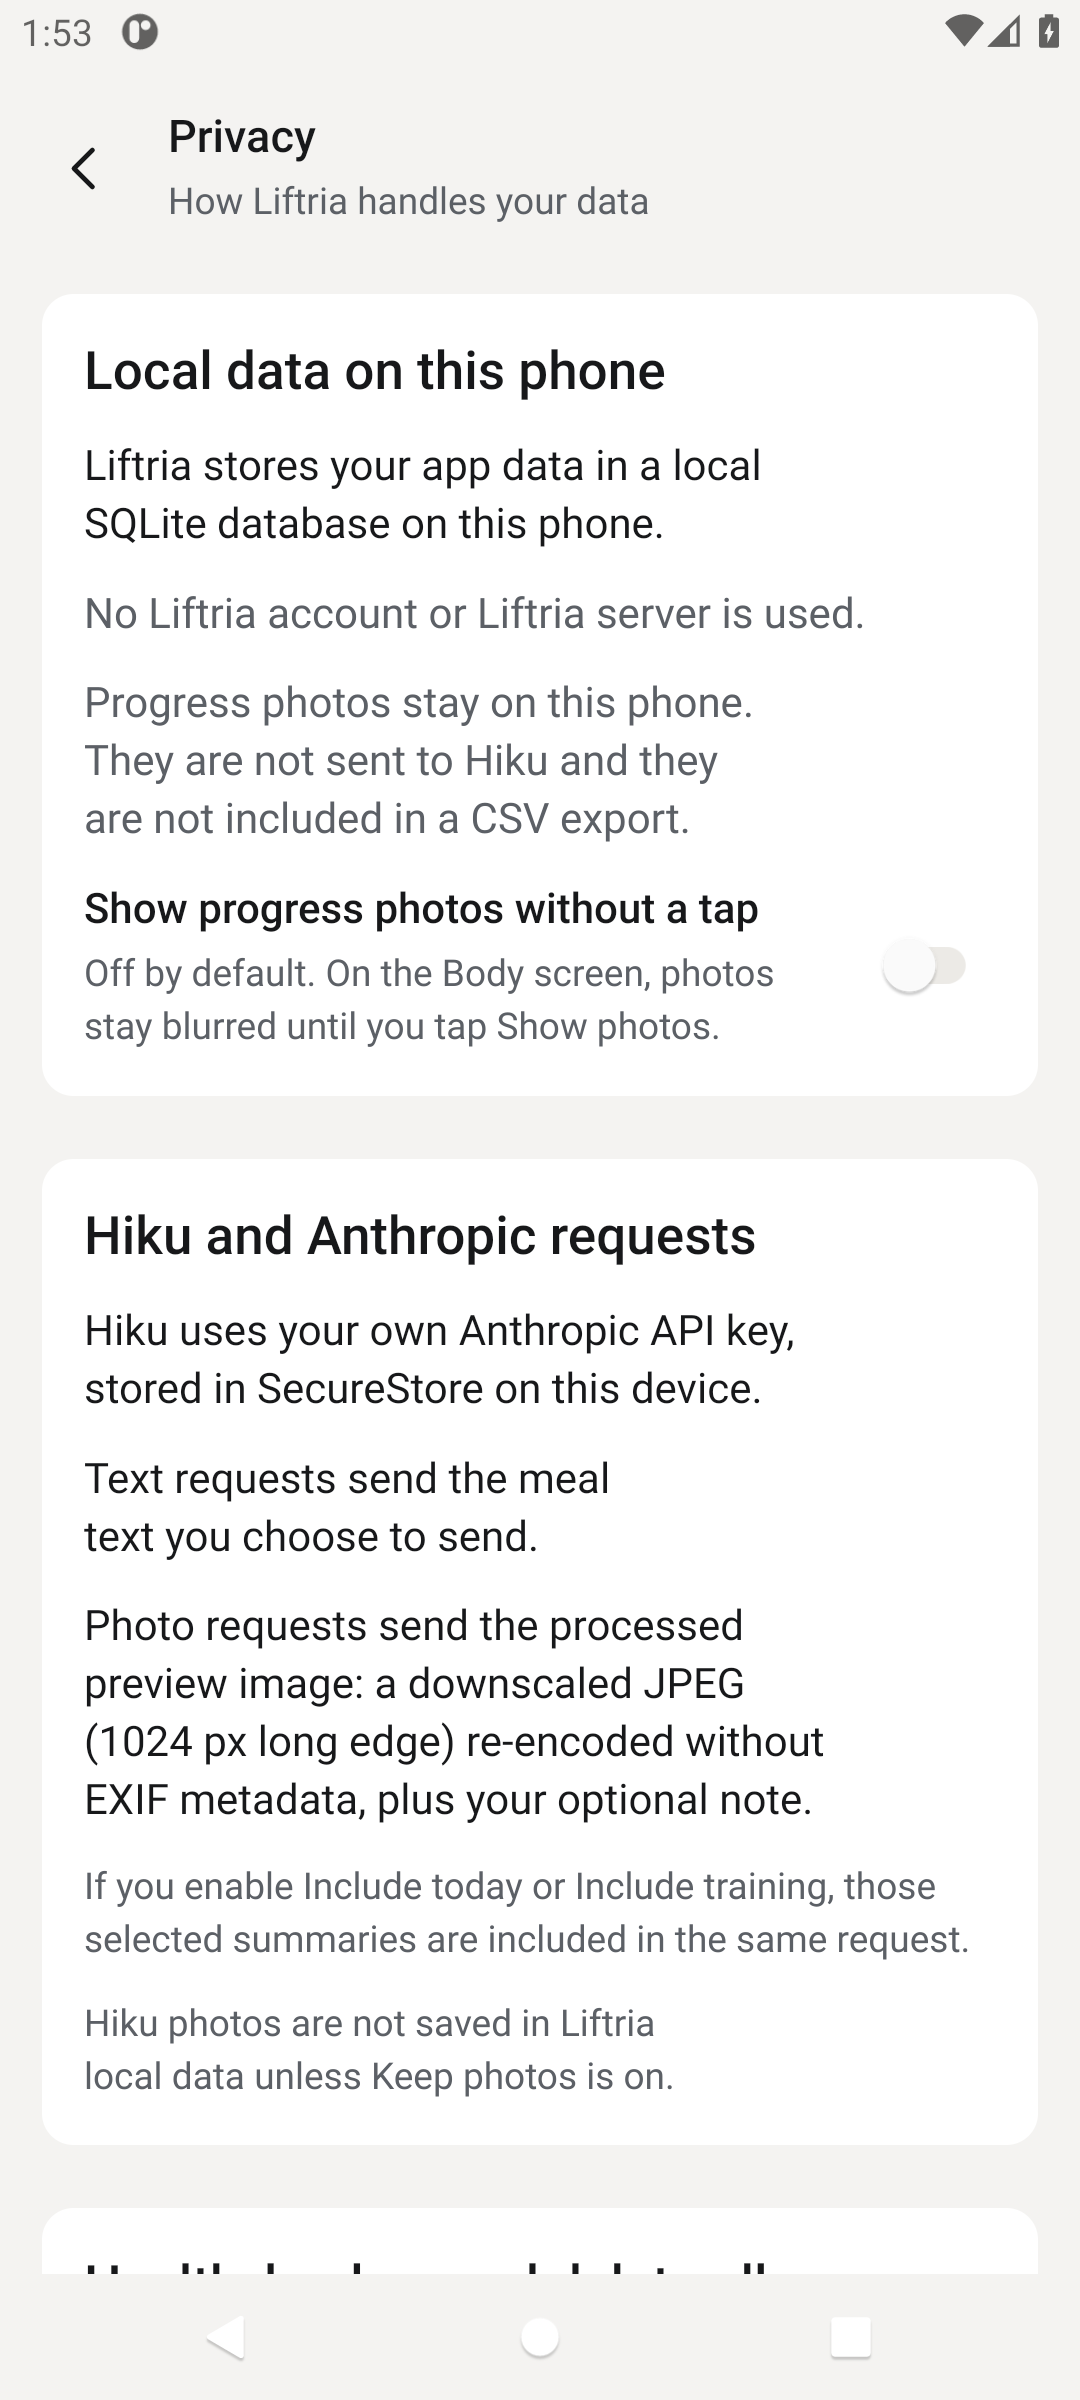 1:53
Privacy
How Liftria handles your data
Local data on this phone
Liftria stores your app data in a local
SQLite database on this phone.
No Liftria account or Liftria server is used.
Progress photos stay on this phone.
They are not sent to Hiku and they
are not included in a CSV export.
Show progress photos without a tap
Off by default. On the Body screen, photos
stay blurred until you tap Show photos.
Hiku and Anthropic requests
Hiku uses your own Anthropic API key,
stored in SecureStore on this device.
Text requests send the meal
text you choose to send.
Photo requests send the processed
preview image: a downscaled JPEG
(1024 px long edge) re-encoded without
EXIF metadata, plus your optional note.
If you enable Include today or Include training, those
selected summaries are included in the same request.
Hiku photos are not saved in Liftria
local data unless Keep photos is on.